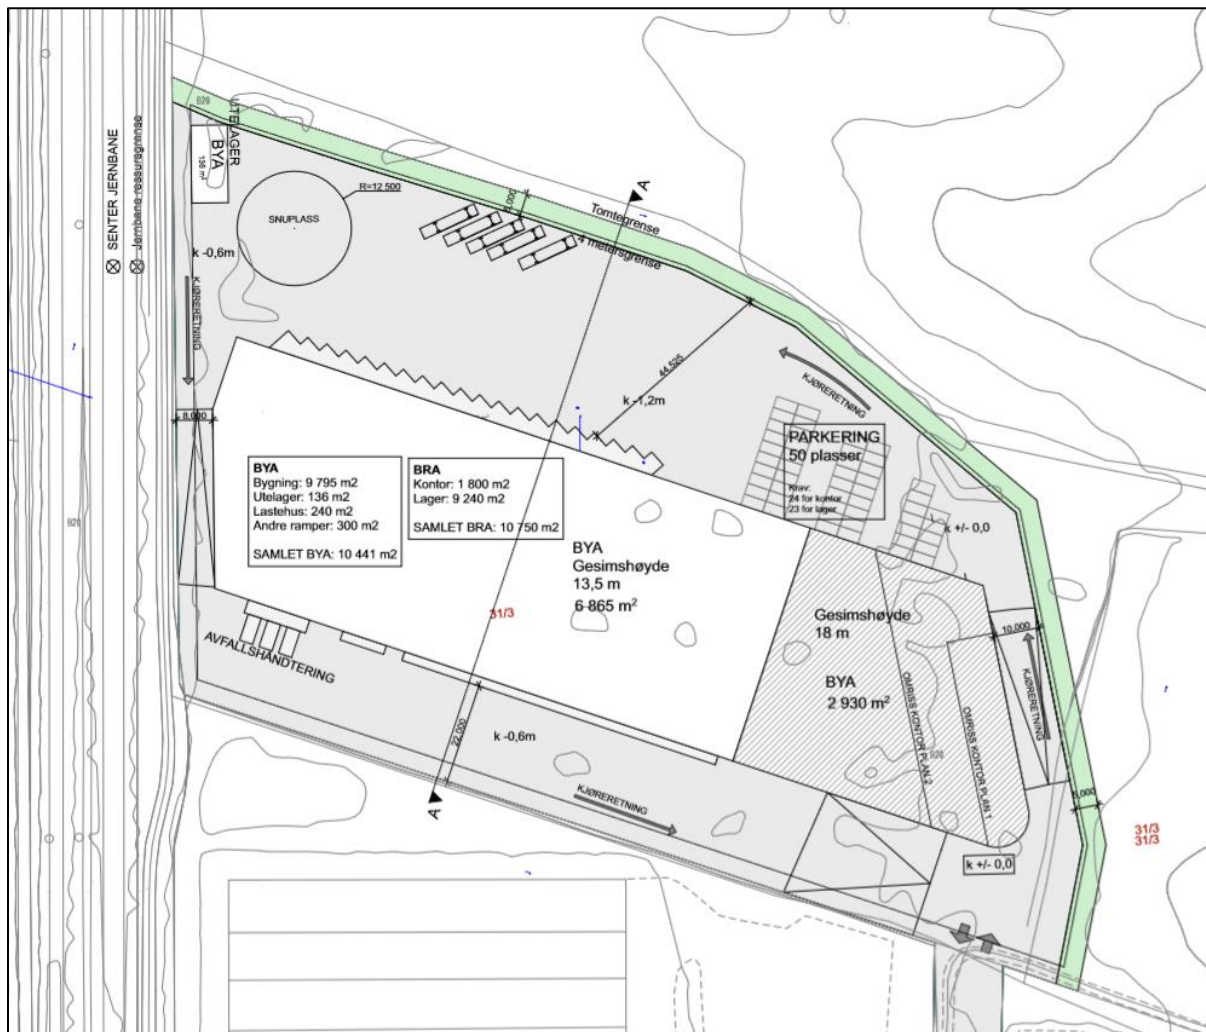 B20
UTELAGER
BYA
136 m²
SENTER JERNBANE
Jernbane ressursgrense
R=12 500
SNUPLASS
k -0,6m
KJØRERETNING
A
Tomtegrense
4 metersgrense
44.525
k -1,2m
KJØRERETNING
8,000
PARKERING
50 plasser
Krav:
24 for kontor
23 for lager
k +/- 0,0
BYA
Bygning: 9 795 m2
Utelager: 136 m2
Lastehus: 240 m2
Andre ramper: 300 m2
SAMLET BYA: 10 441 m2
BRA
Kontor: 1 800 m2
Lager: 9 240 m2
SAMLET BRA: 10 750 m2
B20
BYA
Gesimshøyde
13,5 m
6 865 m²
31/3
Gesimshøyde
18 m
BYA
2 930 m²
10,000
KJØRERETNING
OMRISS KONTOR PLAN 2
OMRISS KONTOR PLAN 1
B20
AVFALLSHÅNDTERING
22,000
k -0,6m
KJØRERETNING
A
31/3
31/3
k +/- 0,0